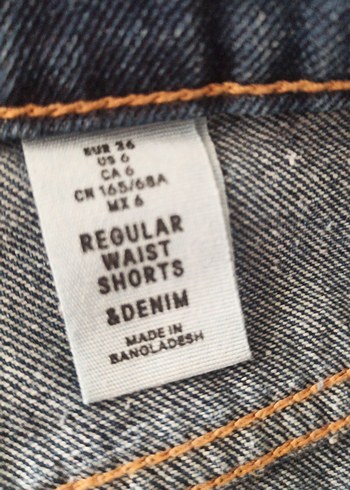 EUR 36
US 6
CA 6
CN 165/68A
MX 6
REGULAR
WAIST
SHORTS
&DENIM
MADE IN
BANGLADESH